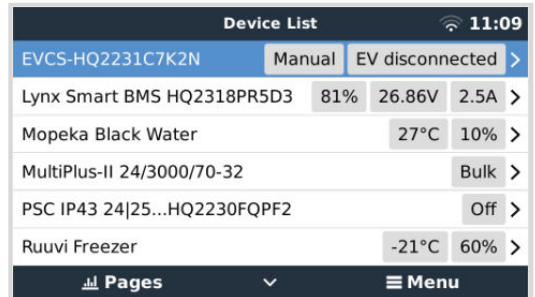 Device List 11:09
EVCS-HQ2231C7K2N Manual EV disconnected
Lynx Smart BMS HQ2318PR5D3 81% 26.86V 2.5A
Mopeka Black Water 27°C 10%
MultiPlus-II 24/3000/70-32 Bulk
PSC IP43 24|25...HQ2230FQPF2 Off
Ruuvi Freezer -21°C 60%
Pages Menu